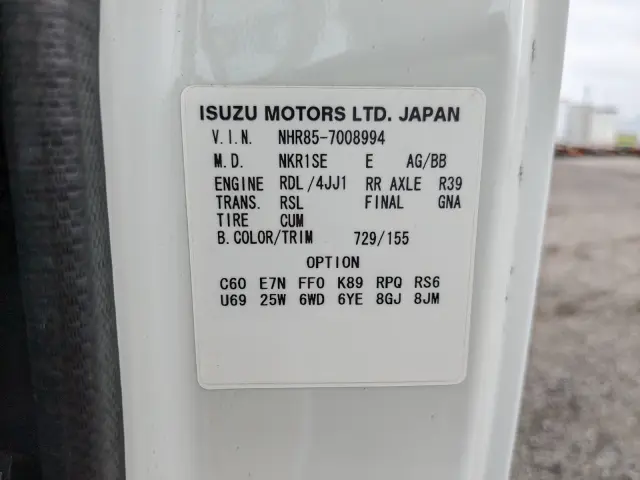 ISUZU MOTORS LTD. JAPAN
V.I.N. NHR85-7008994
M.D. NKR1SE E AG/BB
ENGINE RDL/4JJ1 RR AXLE R39
TRANS. RSL FINAL GNA
TIRE CUM
B.COLOR/TRIM 729/155
OPTION
C60 E7N FF0 K89 RPQ RS6
U69 25W 6WD 6YE 8GJ 8JM